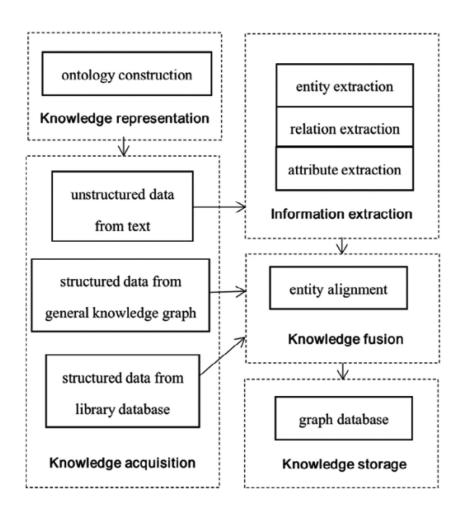 ontology construction
Knowledge representation
unstructured data
from text
structured data from
general knowledge graph
structured data from
library database
Knowledge acquisition
entity extraction
relation extraction
attribute extraction
Information extraction
entity alignment
Knowledge fusion
graph database
Knowledge storage